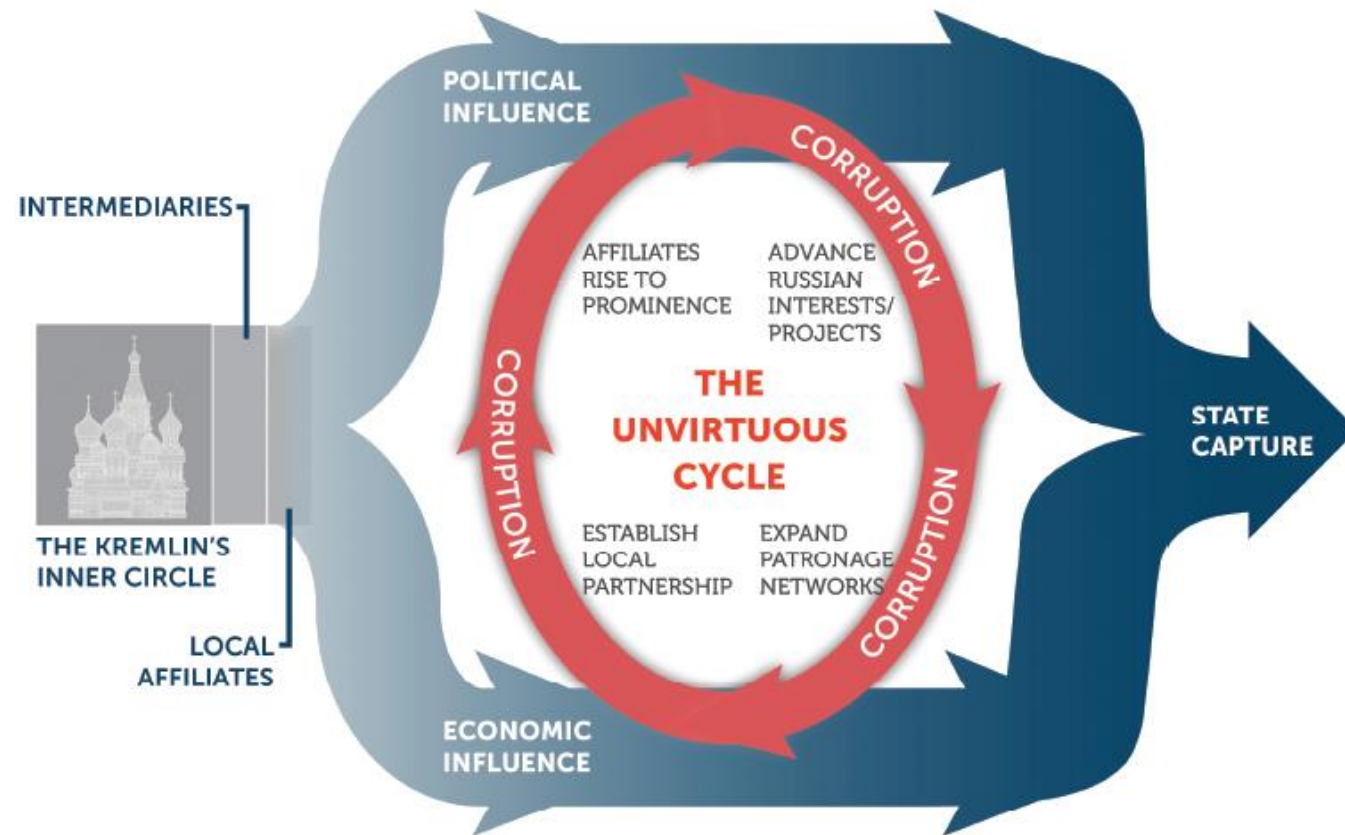 POLITICAL
INFLUENCE
CORRUPTION
INTERMEDIARIES
AFFILIATES
RISE TO
PROMINENCE
ADVANCE
RUSSIAN
INTERESTS/
PROJECTS
CORRUPTION
THE
UNVIRTUOUS
CYCLE
STATE
CAPTURE
THE KREMLIN'S
INNER CIRCLE
ESTABLISH
LOCAL
PARTNERSHIP
EXPAND
PATRONAGE
NETWORKS
CORRUPTION
LOCAL
AFFILIATES
ECONOMIC
INFLUENCE